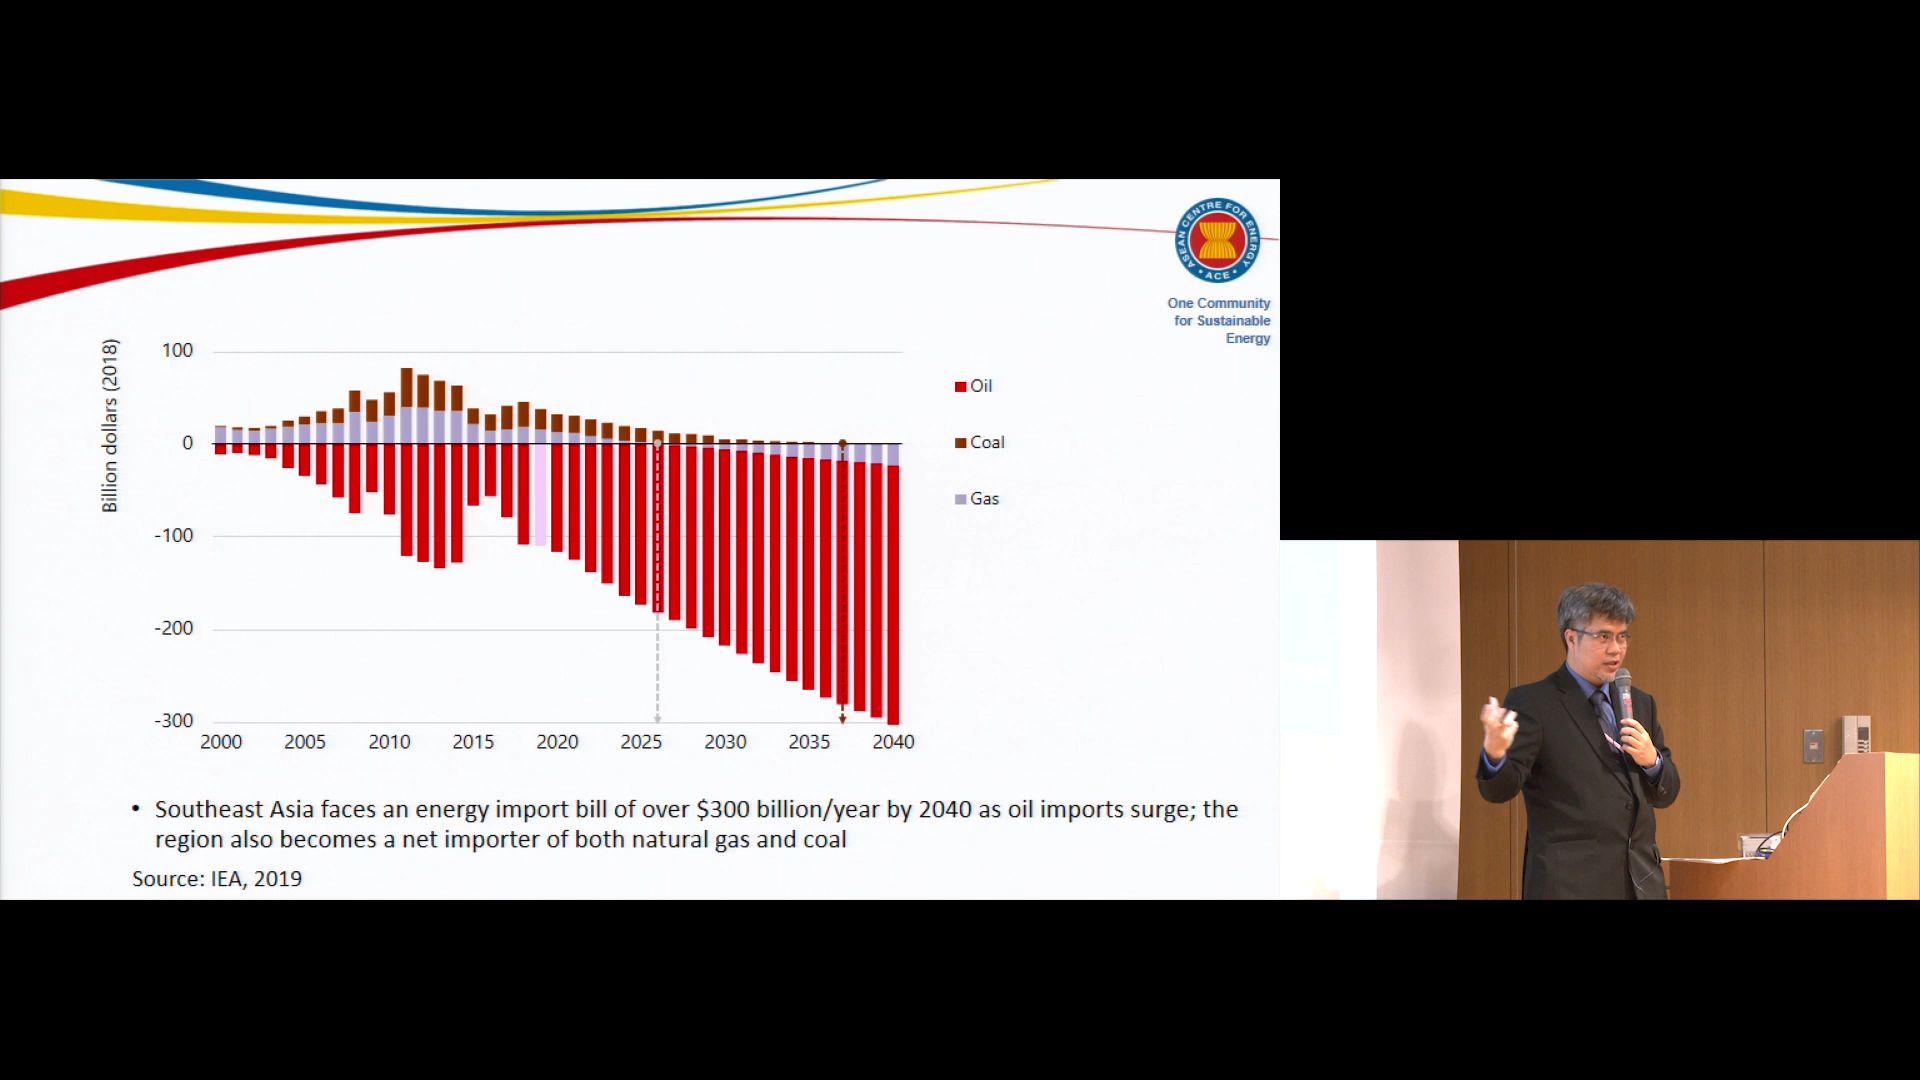 ASEAN CENTRE FOR ENERGY
• ACE •
One Community
for Sustainable
Energy
Billion dollars (2018)
100
0
-100
-200
-300
2000 2005 2010 2015 2020 2025 2030 2035 2040
Oil
Coal
Gas
• Southeast Asia faces an energy import bill of over $300 billion/year by 2040 as oil imports surge; the
region also becomes a net importer of both natural gas and coal
Source: IEA, 2019